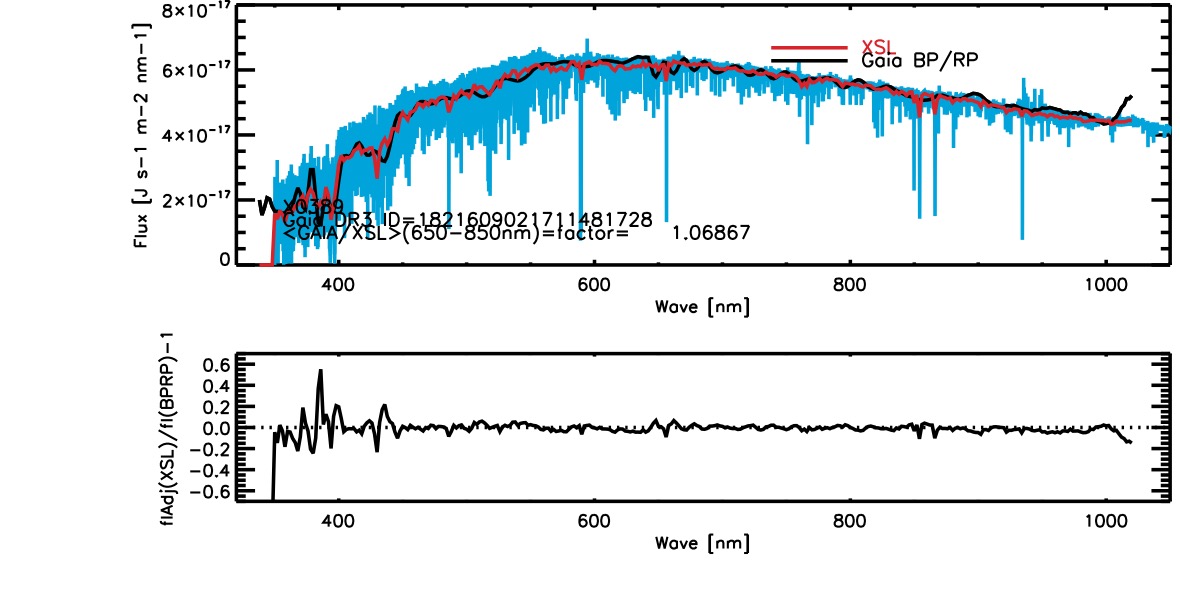 8×10−17
6×10−17
4×10−17
2×10−17
0
Flux [J s−1 m−2 nm−1]
XSL
Gaia BP/RP
X0389
Gaia DR3 ID=1821609021711481728
<GAIA/XSL>(650−850nm)=factor= 1.06867
400 600 800 1000
Wave [nm]
flAdj(XSL)/fl(BPRP)−1
0.6
0.4
0.2
0.0
−0.2
−0.4
−0.6
400 600 800 1000
Wave [nm]